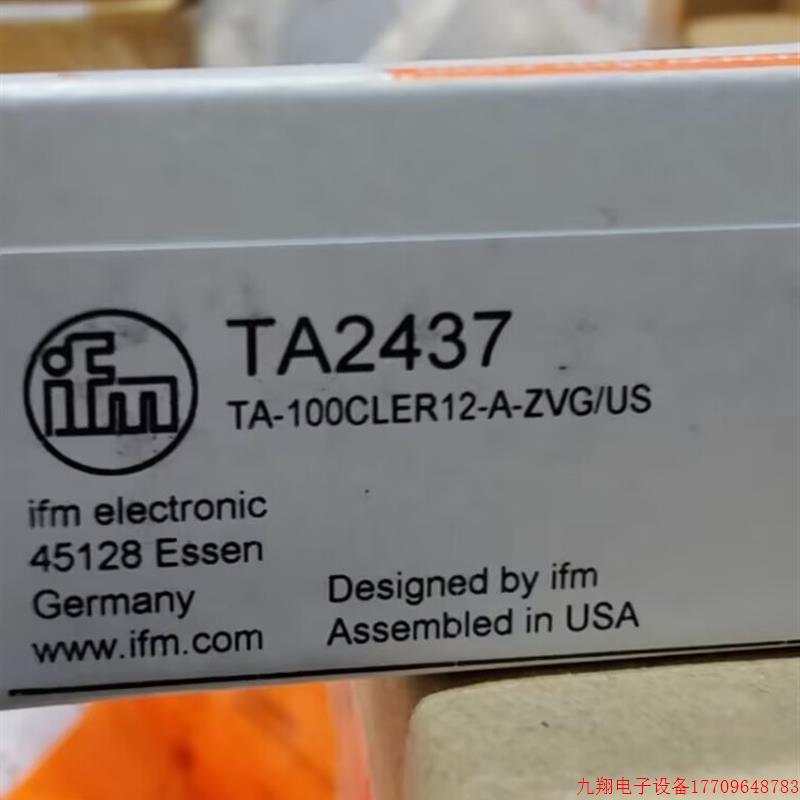 ifm
TA2437
TA-100CLER12-A-ZVG/US
ifm electronic
45128 Essen
Germany
www.ifm.com
Designed by ifm
Assembled in USA
九翔电子设备17709648783